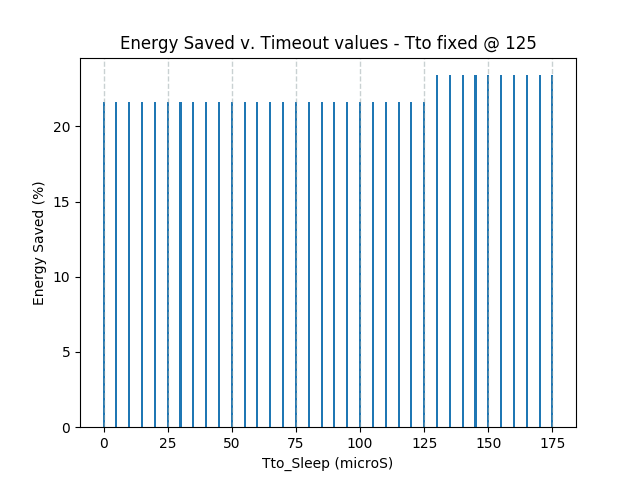 Energy Saved v. Timeout values - Tto fixed @ 125
20
15
10
5
0
Energy Saved (%)
0 25 50 75 100 125 150 175
Tto_Sleep (microS)